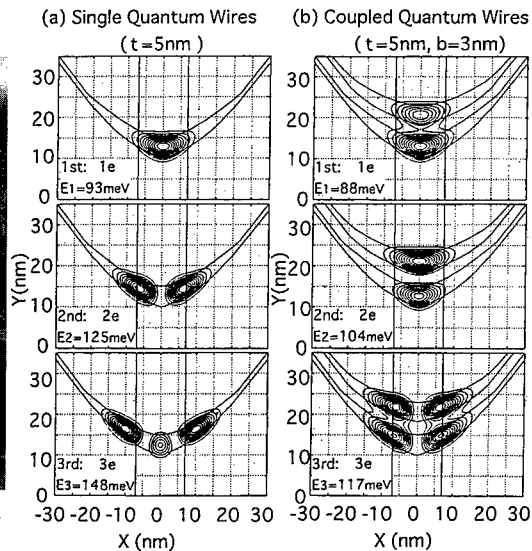 (a) Single Quantum Wires (b) Coupled Quantum Wires
(t=5nm) (t=5nm, b=3nm)
30
20
10
0
1st: 1e
E1=93meV
30
20
10
0
2nd: 2e
E2=125meV
30
20
10
0
3rd: 3e
E3=148meV
Y(nm)
-30 -20 -10 0 10 20 30
X (nm)
30
20
10
0
1st: 1e
E1=88meV
30
20
10
0
2nd: 2e
E2=104meV
30
20
10
0
3rd: 3e
E3=117meV
Y(nm)
-30 -20 -10 0 10 20 30
X (nm)